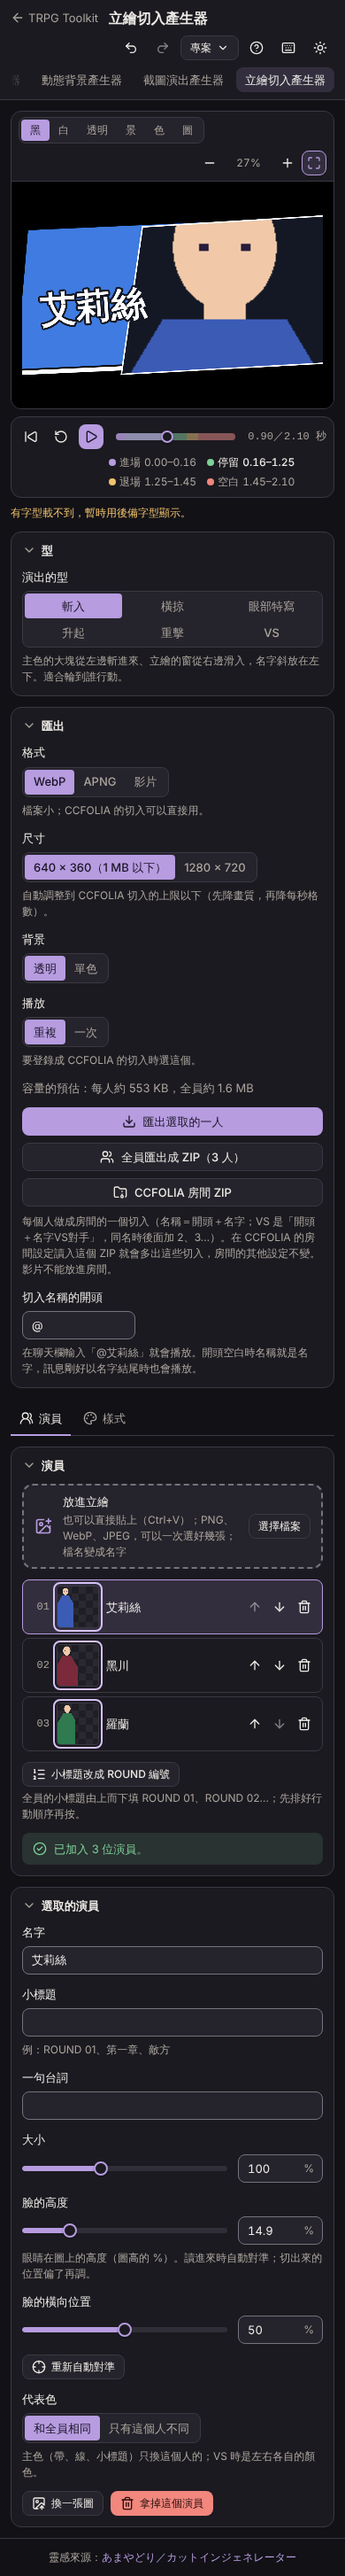 TRPG Toolkit 立繪切入產生器
專案
器 動態背景產生器 截圖演出產生器 立繪切入產生器
黑 白 透明 景 色 圖
27%
艾莉絲
0.90／2.10 秒
進場 0.00–0.16 停留 0.16–1.25
退場 1.25–1.45 空白 1.45–2.10
有字型載不到，暫時用後備字型顯示。
型
演出的型
斬入 橫掠 眼部特寫
升起 重擊 VS
主色的大塊從左邊斬進來、立繪的窗從右邊滑入，名字斜放在左
下。適合輪到誰行動。
匯出
格式
WebP APNG 影片
檔案小；CCFOLIA 的切入可以直接用。
尺寸
640 × 360（1 MB 以下） 1280 × 720
自動調整到 CCFOLIA 切入的上限以下（先降畫質，再降每秒格
數）。
背景
透明 單色
播放
重複 一次
要登錄成 CCFOLIA 的切入時選這個。
容量的預估：每人約 553 KB，全員約 1.6 MB
匯出選取的一人
全員匯出成 ZIP（3 人）
CCFOLIA 房間 ZIP
每個人做成房間的一個切入（名稱＝開頭＋名字；VS 是「開頭
＋名字VS對手」，同名時後面加 2、3…）。在 CCFOLIA 的房
間設定讀入這個 ZIP 就會多出這些切入，房間的其他設定不變。
影片不能放進房間。
切入名稱的開頭
@
在聊天欄輸入「@艾莉絲」就會播放。開頭空白時名稱就是名
字，訊息剛好以名字結尾時也會播放。
演員 樣式
演員
放進立繪
也可以直接貼上（Ctrl+V）；PNG、
WebP、JPEG，可以一次選好幾張；
檔名變成名字
選擇檔案
01 艾莉絲
02 黑川
03 羅蘭
小標題改成 ROUND 編號
全員的小標題由上而下填 ROUND 01、ROUND 02…；先排好行
動順序再按。
已加入 3 位演員。
選取的演員
名字
艾莉絲
小標題
例：ROUND 01、第一章、敵方
一句台詞
大小
100 %
臉的高度
14.9 %
眼睛在圖上的高度（圖高的 %）。讀進來時自動對準；切出來的
位置偏了再調。
臉的橫向位置
50 %
重新自動對準
代表色
和全員相同 只有這個人不同
主色（帶、線、小標題）只換這個人的；VS 時是左右各自的顏
色。
換一張圖 拿掉這個演員
靈感來源：あまやどり／カットインジェネレーター